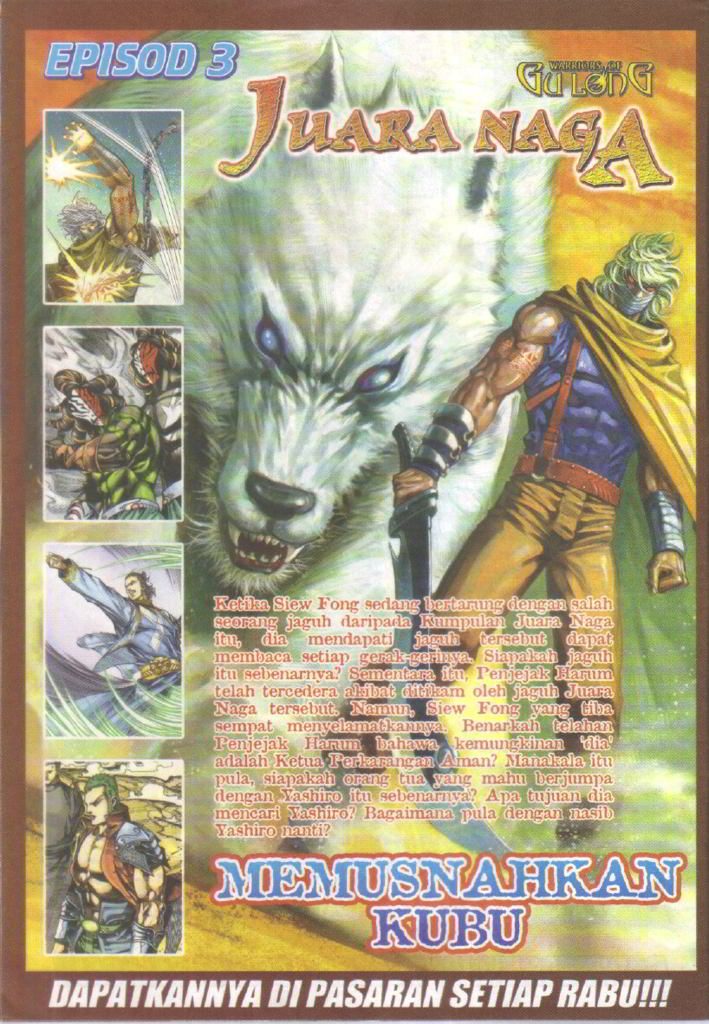 EPISOD 3
WARRIORS OF
GU LONG
JUARA NAGA
Ketika Siew Fong sedang bertarung dengan salah
seorang jaguh daripada Kumpulan Juara Naga
itu, dia mendapati jaguh tersebut dapat
membaca setiap gerak-gerinya. Siapakah jaguh
itu sebenarnya? Sementara itu, Penjejak Harum
telah tercedera akibat ditikam oleh jaguh Juara
Naga tersebut. Namun, Siew Fong yang tiba
sempat menyelamatkannya. Benarkah telahan
Penjejak Harum bahawa kemungkinan 'dia'
adalah Ketua Perkarangan Aman? Manakala itu
pula, siapakah orang tua yang mahu berjumpa
dengan Yashiro itu sebenarnya? Apa tujuan dia
mencari Yashiro? Bagaimana pula dengan nasib
Yashiro nanti?
MEMUSNAHKAN
KUBU
DAPATKANNYA DI PASARAN SETIAP RABU!!!